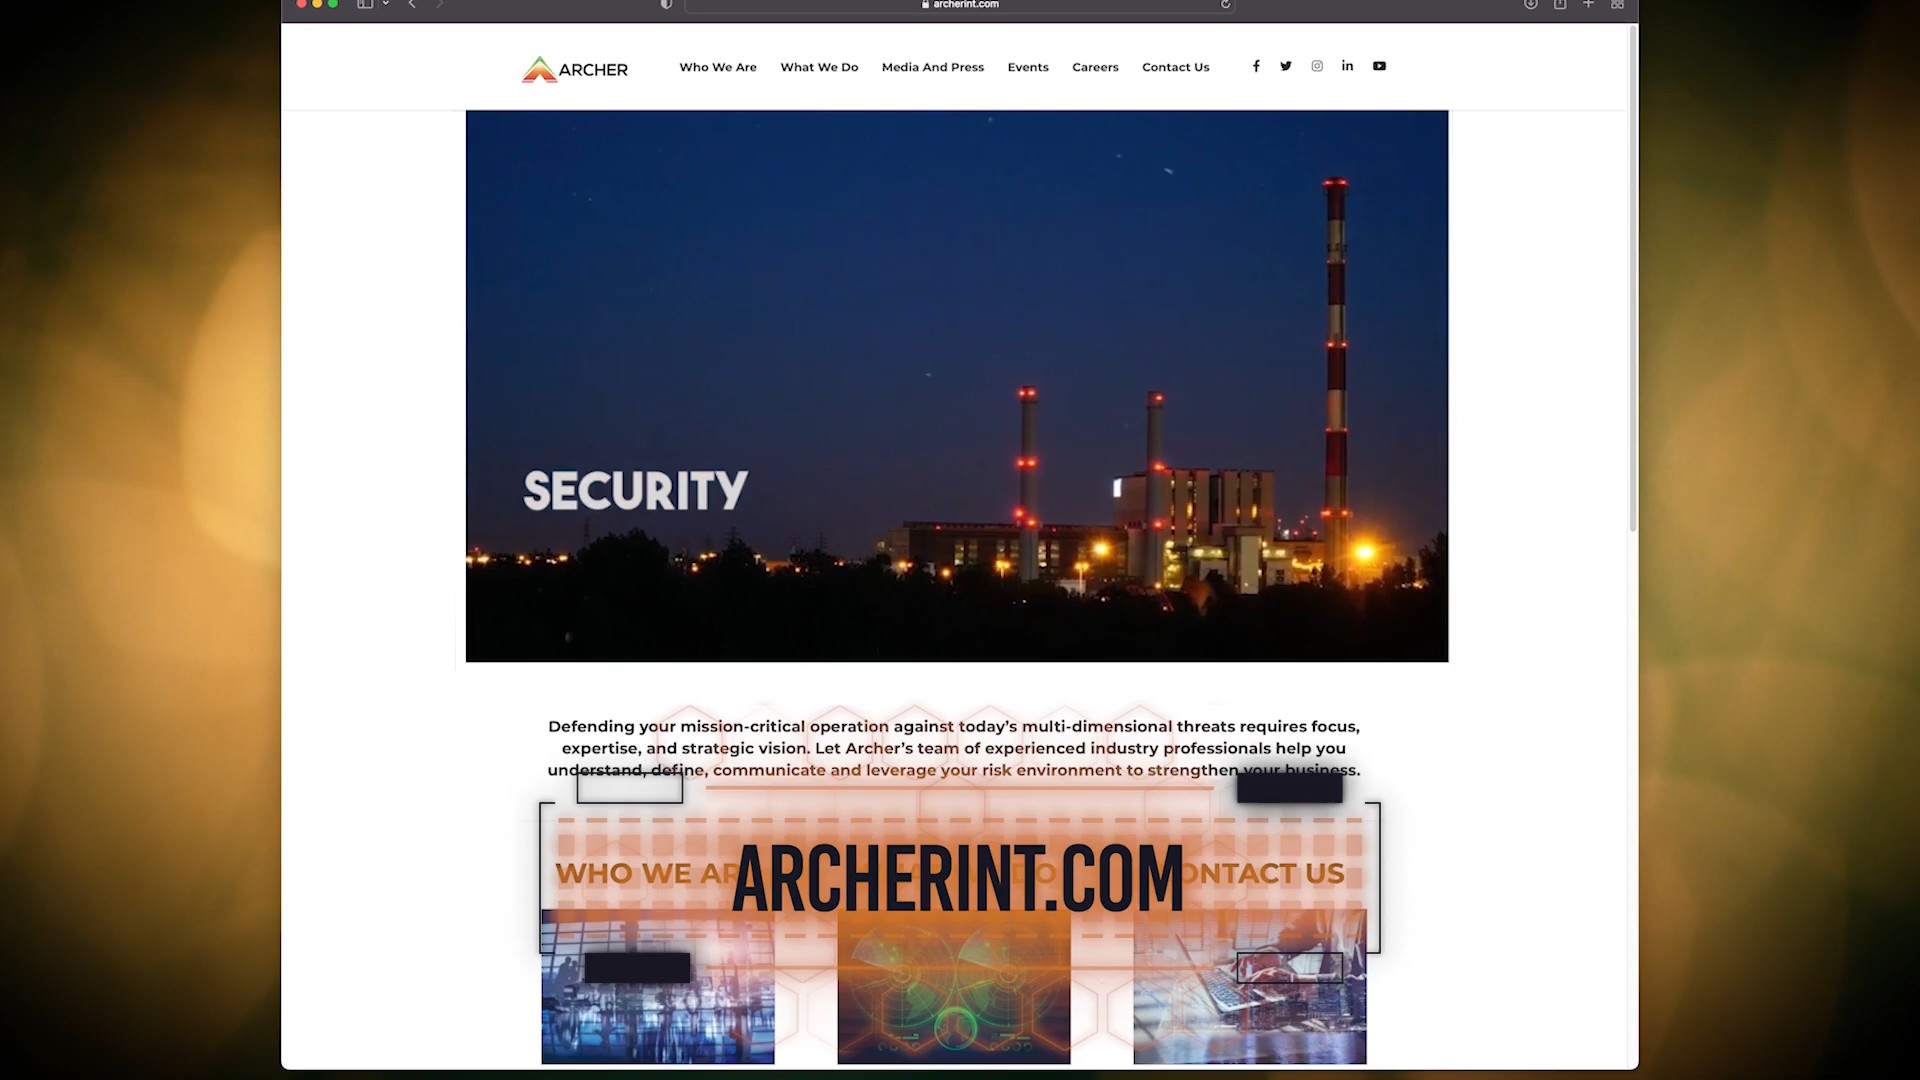 archerint.com
ARCHER
Who We Are
What We Do
Media And Press
Events
Careers
Contact Us
SECURITY
Defending your mission-critical operation against today's multi-dimensional threats requires focus,
expertise, and strategic vision. Let Archer's team of experienced industry professionals help you
understand, define, communicate and leverage your risk environment to strengthen your business.
WHO WE AR
ONTACT US
ARCHERINT.COM